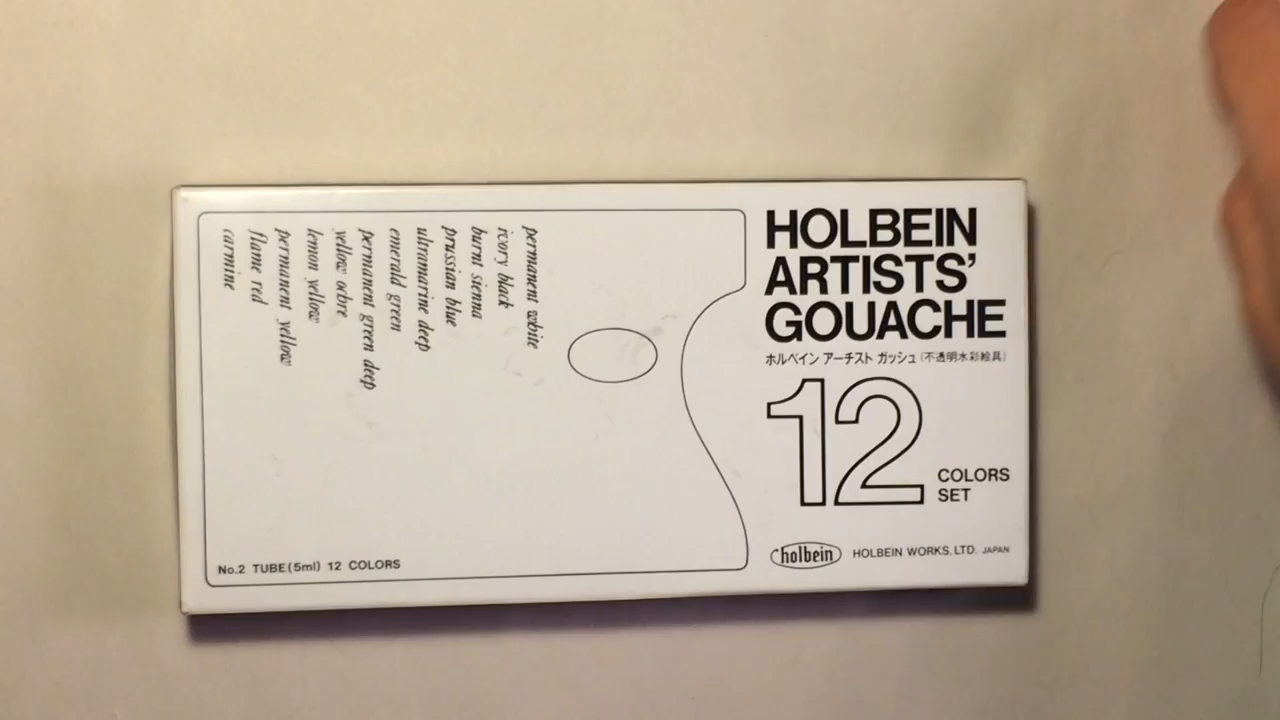 permanent white
ivory black
burnt sienna
prussian blue
ultramarine deep
emerald green
permanent green deep
yellow ochre
lemon yellow
permanent yellow
flame red
carmine
No.2 TUBE(5ml) 12 COLORS
HOLBEIN
ARTISTS'
GOUACHE
ホルベイン アーチスト ガッシュ(不透明水彩絵具)
12
COLORS
SET
holbein
HOLBEIN WORKS, LTD. JAPAN